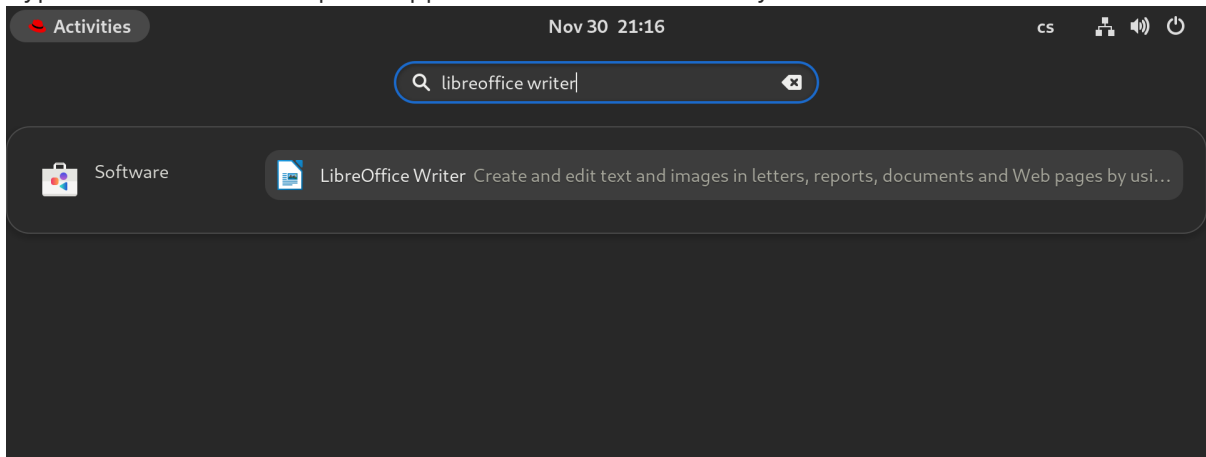 Activities
Nov 30 21:16
cs
libreoffice writer
Software
LibreOffice Writer Create and edit text and images in letters, reports, documents and Web pages by usi...